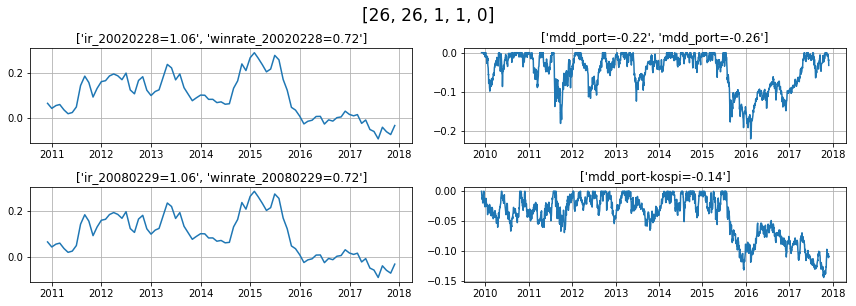 [26, 26, 1, 1, 0]
['ir_20020228=1.06', 'winrate_20020228=0.72']
0.2
0.0
2011 2012 2013 2014 2015 2016 2017 2018
['mdd_port=-0.22', 'mdd_port=-0.26']
0.0
−0.1
−0.2
2010 2011 2012 2013 2014 2015 2016 2017 2018
['ir_20080229=1.06', 'winrate_20080229=0.72']
0.2
0.0
2011 2012 2013 2014 2015 2016 2017 2018
['mdd_port-kospi=-0.14']
0.00
−0.05
−0.10
−0.15
2010 2011 2012 2013 2014 2015 2016 2017 2018